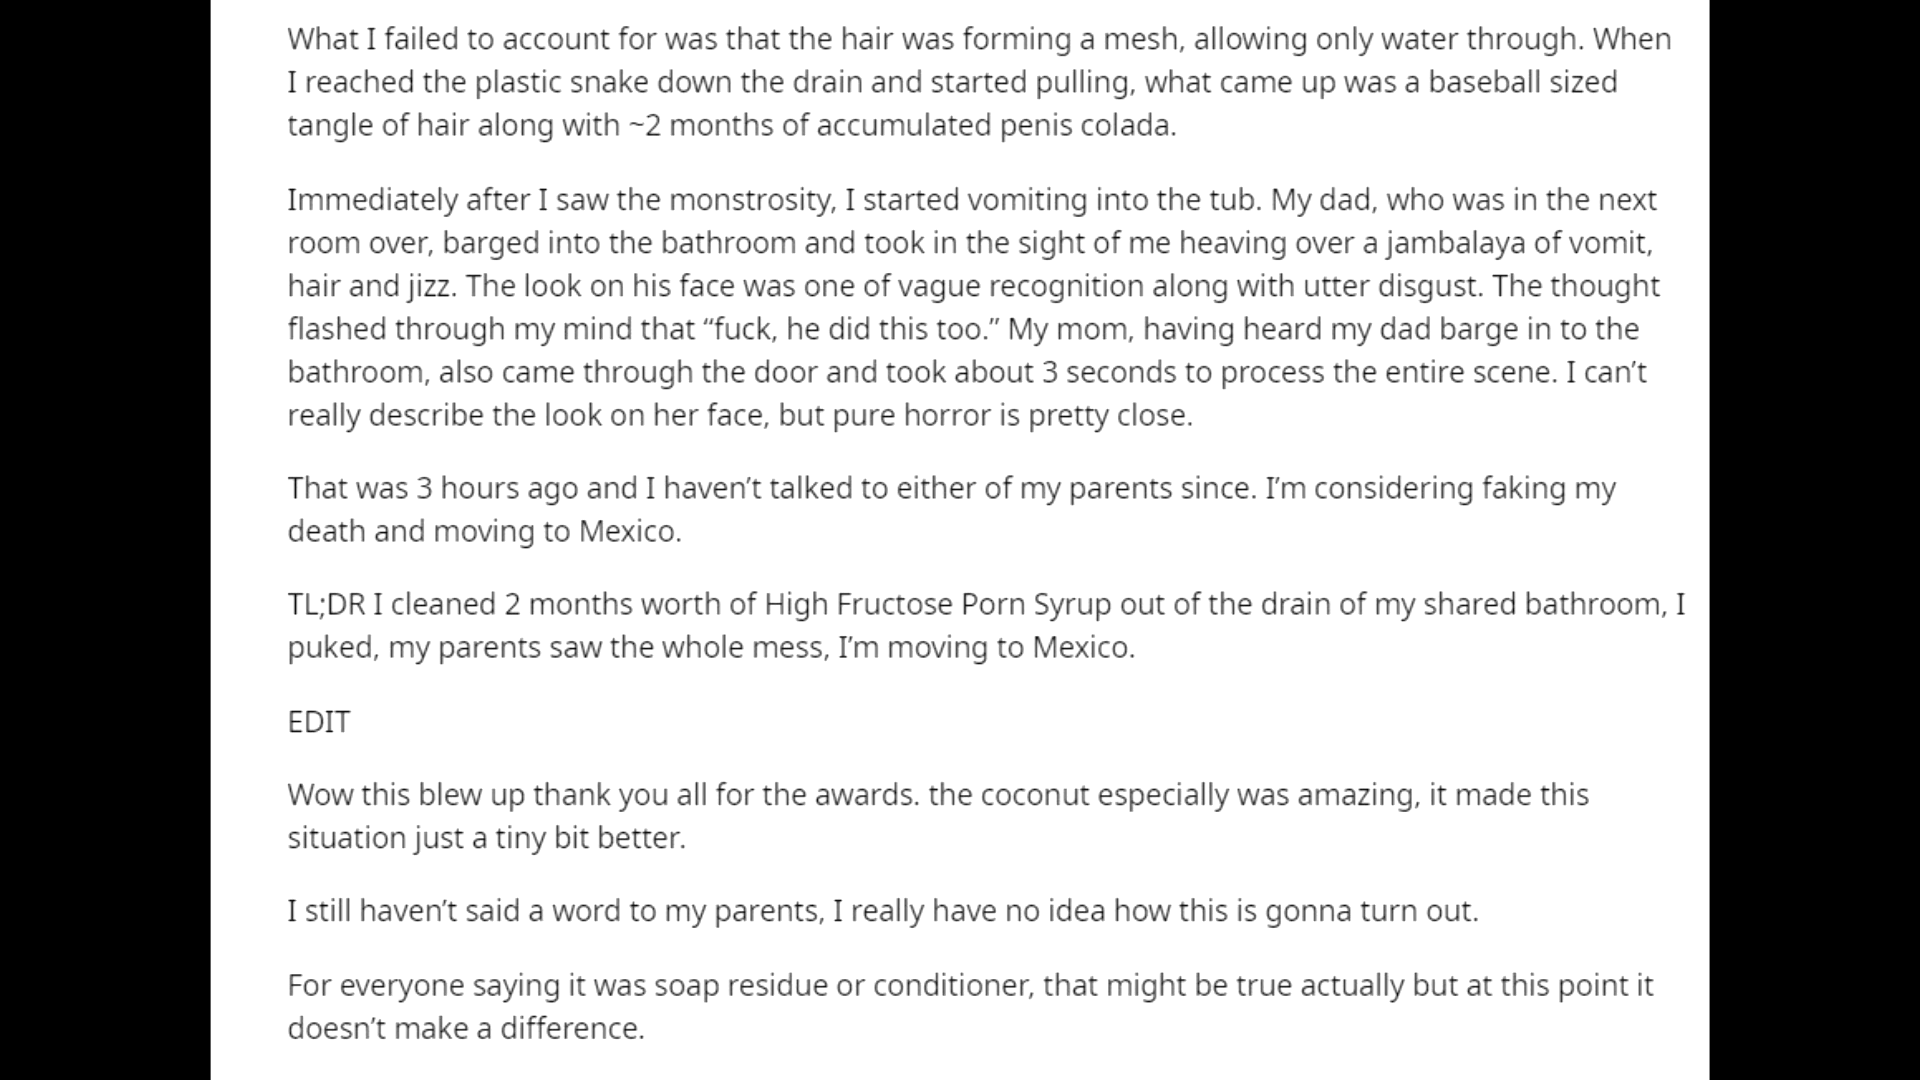 What I failed to account for was that the hair was forming a mesh, allowing only water through. When
I reached the plastic snake down the drain and started pulling, what came up was a baseball sized
tangle of hair along with ~2 months of accumulated penis colada.
Immediately after I saw the monstrosity, I started vomiting into the tub. My dad, who was in the next
room over, barged into the bathroom and took in the sight of me heaving over a jambalaya of vomit,
hair and jizz. The look on his face was one of vague recognition along with utter disgust. The thought
flashed through my mind that “fuck, he did this too.” My mom, having heard my dad barge in to the
bathroom, also came through the door and took about 3 seconds to process the entire scene. I can’t
really describe the look on her face, but pure horror is pretty close.
That was 3 hours ago and I haven’t talked to either of my parents since. I’m considering faking my
death and moving to Mexico.
TL;DR I cleaned 2 months worth of High Fructose Porn Syrup out of the drain of my shared bathroom, I
puked, my parents saw the whole mess, I’m moving to Mexico.
EDIT
Wow this blew up thank you all for the awards. the coconut especially was amazing, it made this
situation just a tiny bit better.
I still haven’t said a word to my parents, I really have no idea how this is gonna turn out.
For everyone saying it was soap residue or conditioner, that might be true actually but at this point it
doesn’t make a difference.